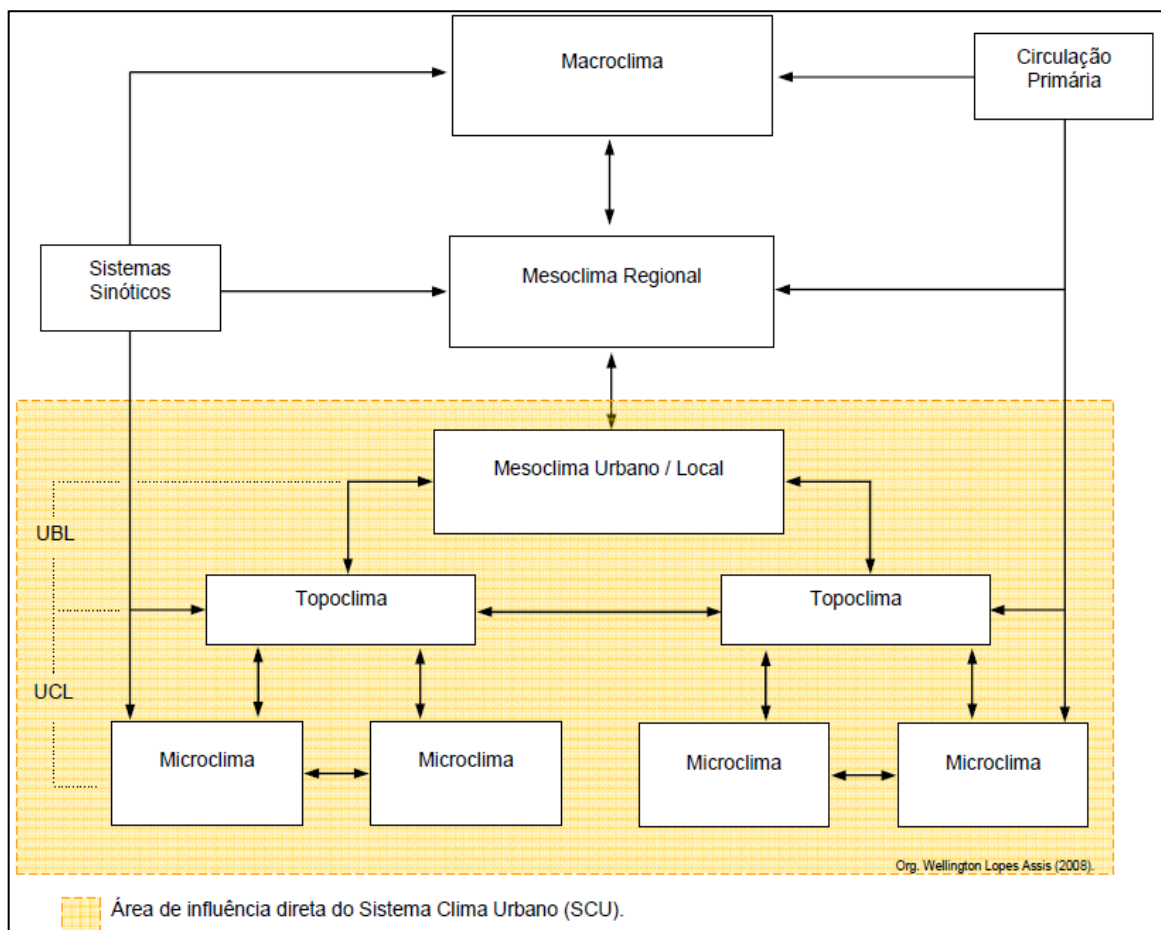 Macroclima
Circulação
Primária
Sistemas
Sinóticos
Mesoclima Regional
Mesoclima Urbano / Local
UBL
Topoclima
Topoclima
UCL
Microclima
Microclima
Microclima
Microclima
Org. Wellington Lopes Assis (2008).
Área de influência direta do Sistema Clima Urbano (SCU).